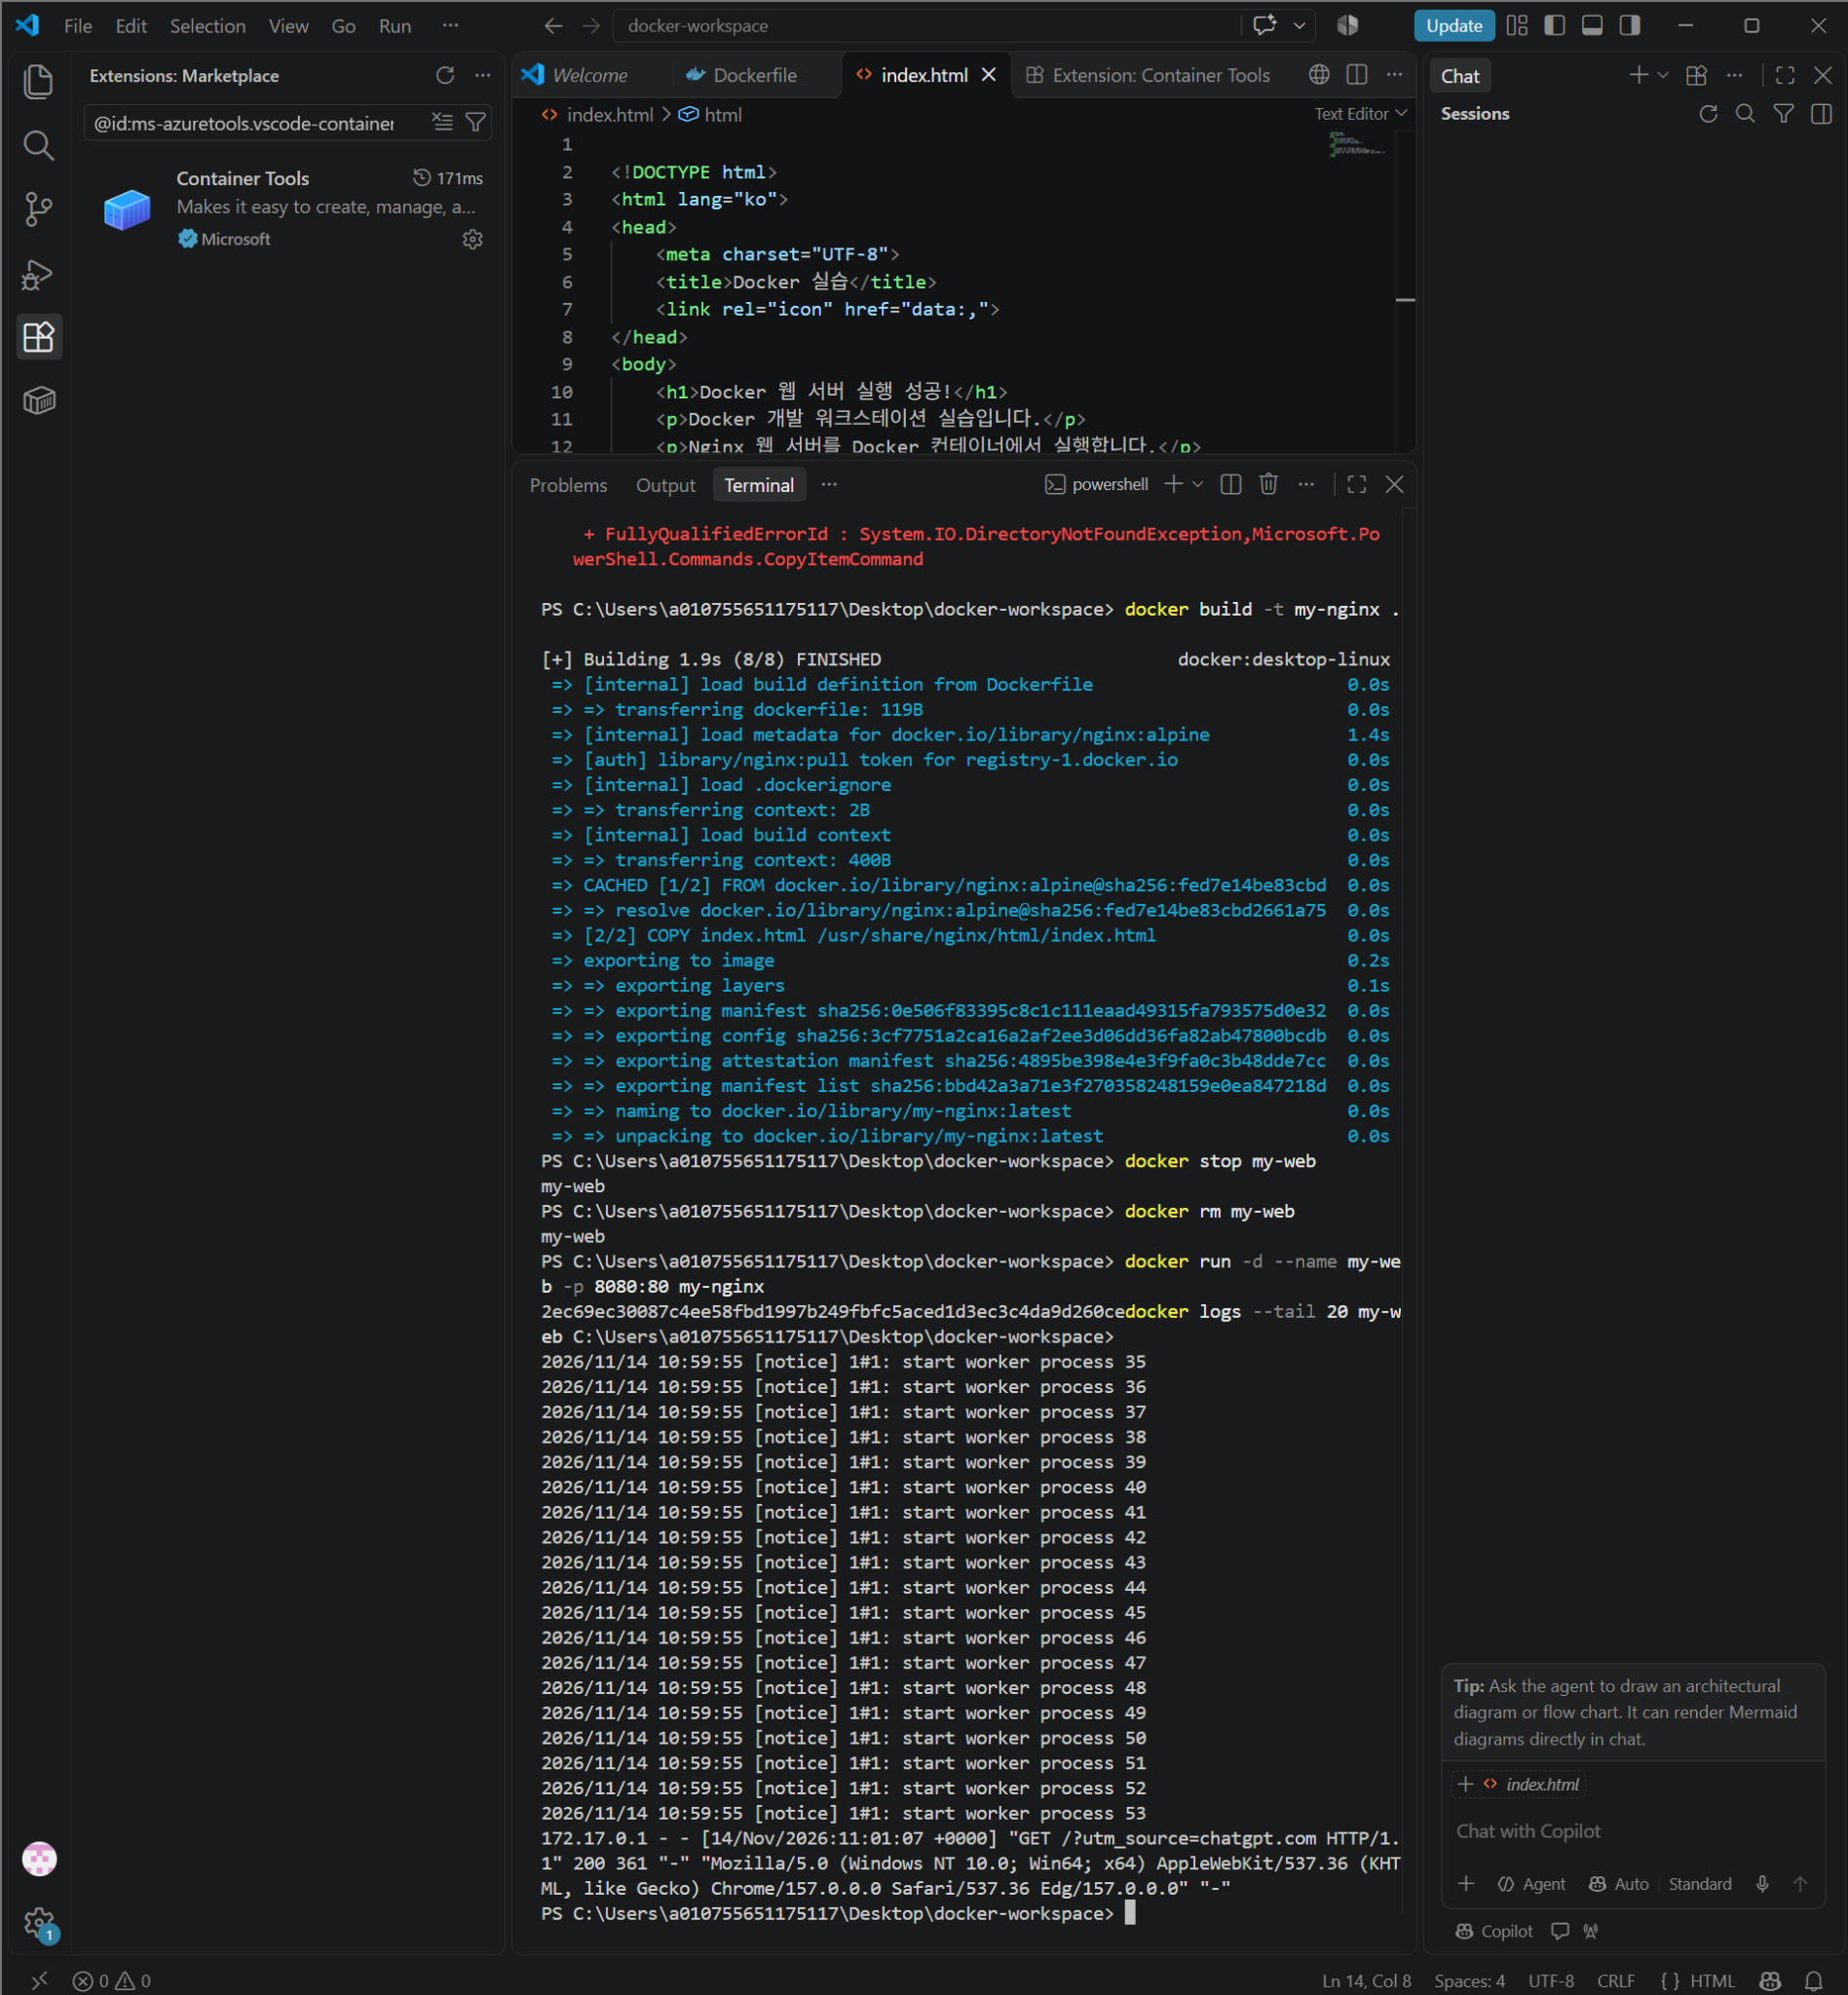 File Edit Selection View Go Run ···
docker-workspace
Update
Extensions: Marketplace
@id:ms-azuretools.vscode-container
Container Tools 171ms
Makes it easy to create, manage, a...
Microsoft
Welcome Dockerfile index.html Extension: Container Tools
index.html > html Text Editor
1
2 <!DOCTYPE html>
3 <html lang="ko">
4 <head>
5 <meta charset="UTF-8">
6 <title>Docker 실습</title>
7 <link rel="icon" href="data:,">
8 </head>
9 <body>
10 <h1>Docker 웹 서버 실행 성공!</h1>
11 <p>Docker 개발 워크스테이션 실습입니다.</p>
12 <p>Nginx 웹 서버를 Docker 컨테이너에서 실행합니다.</p>
Problems Output Terminal ··· powershell
+ FullyQualifiedErrorId : System.IO.DirectoryNotFoundException,Microsoft.Po
werShell.Commands.CopyItemCommand
PS C:\Users\a010755651175117\Desktop\docker-workspace> docker build -t my-nginx .
[+] Building 1.9s (8/8) FINISHED docker:desktop-linux
=> [internal] load build definition from Dockerfile 0.0s
=> => transferring dockerfile: 119B 0.0s
=> [internal] load metadata for docker.io/library/nginx:alpine 1.4s
=> [auth] library/nginx:pull token for registry-1.docker.io 0.0s
=> [internal] load .dockerignore 0.0s
=> => transferring context: 2B 0.0s
=> [internal] load build context 0.0s
=> => transferring context: 400B 0.0s
=> CACHED [1/2] FROM docker.io/library/nginx:alpine@sha256:fed7e14be83cbd 0.0s
=> => resolve docker.io/library/nginx:alpine@sha256:fed7e14be83cbd2661a75 0.0s
=> [2/2] COPY index.html /usr/share/nginx/html/index.html 0.0s
=> exporting to image 0.2s
=> => exporting layers 0.1s
=> => exporting manifest sha256:0e506f83395c8c1c111eaad49315fa793575d0e32 0.0s
=> => exporting config sha256:3cf7751a2ca16a2af2ee3d06dd36fa82ab47800bcdb 0.0s
=> => exporting attestation manifest sha256:4895be398e4e3f9fa0c3b48dde7cc 0.0s
=> => exporting manifest list sha256:bbd42a3a71e3f270358248159e0ea847218d 0.0s
=> => naming to docker.io/library/my-nginx:latest 0.0s
=> => unpacking to docker.io/library/my-nginx:latest 0.0s
PS C:\Users\a010755651175117\Desktop\docker-workspace> docker stop my-web
my-web
PS C:\Users\a010755651175117\Desktop\docker-workspace> docker rm my-web
my-web
PS C:\Users\a010755651175117\Desktop\docker-workspace> docker run -d --name my-we
b -p 8080:80 my-nginx
2ec69ec30087c4ee58fbd1997b249fbfc5aced1d3ec3c4da9d260cedocker logs --tail 20 my-w
eb C:\Users\a010755651175117\Desktop\docker-workspace>
2026/11/14 10:59:55 [notice] 1#1: start worker process 35
2026/11/14 10:59:55 [notice] 1#1: start worker process 36
2026/11/14 10:59:55 [notice] 1#1: start worker process 37
2026/11/14 10:59:55 [notice] 1#1: start worker process 38
2026/11/14 10:59:55 [notice] 1#1: start worker process 39
2026/11/14 10:59:55 [notice] 1#1: start worker process 40
2026/11/14 10:59:55 [notice] 1#1: start worker process 41
2026/11/14 10:59:55 [notice] 1#1: start worker process 42
2026/11/14 10:59:55 [notice] 1#1: start worker process 43
2026/11/14 10:59:55 [notice] 1#1: start worker process 44
2026/11/14 10:59:55 [notice] 1#1: start worker process 45
2026/11/14 10:59:55 [notice] 1#1: start worker process 46
2026/11/14 10:59:55 [notice] 1#1: start worker process 47
2026/11/14 10:59:55 [notice] 1#1: start worker process 48
2026/11/14 10:59:55 [notice] 1#1: start worker process 49
2026/11/14 10:59:55 [notice] 1#1: start worker process 50
2026/11/14 10:59:55 [notice] 1#1: start worker process 51
2026/11/14 10:59:55 [notice] 1#1: start worker process 52
2026/11/14 10:59:55 [notice] 1#1: start worker process 53
172.17.0.1 - - [14/Nov/2026:11:01:07 +0000] "GET /?utm_source=chatgpt.com HTTP/1.
1" 200 361 "-" "Mozilla/5.0 (Windows NT 10.0; Win64; x64) AppleWebKit/537.36 (KHT
ML, like Gecko) Chrome/157.0.0.0 Safari/537.36 Edg/157.0.0.0" "-"
PS C:\Users\a010755651175117\Desktop\docker-workspace>
Chat
Sessions
Tip: Ask the agent to draw an architectural
diagram or flow chart. It can render Mermaid
diagrams directly in chat.
index.html
Chat with Copilot
Agent Auto Standard
Copilot
1
0 0 Ln 14, Col 8 Spaces: 4 UTF-8 CRLF { } HTML